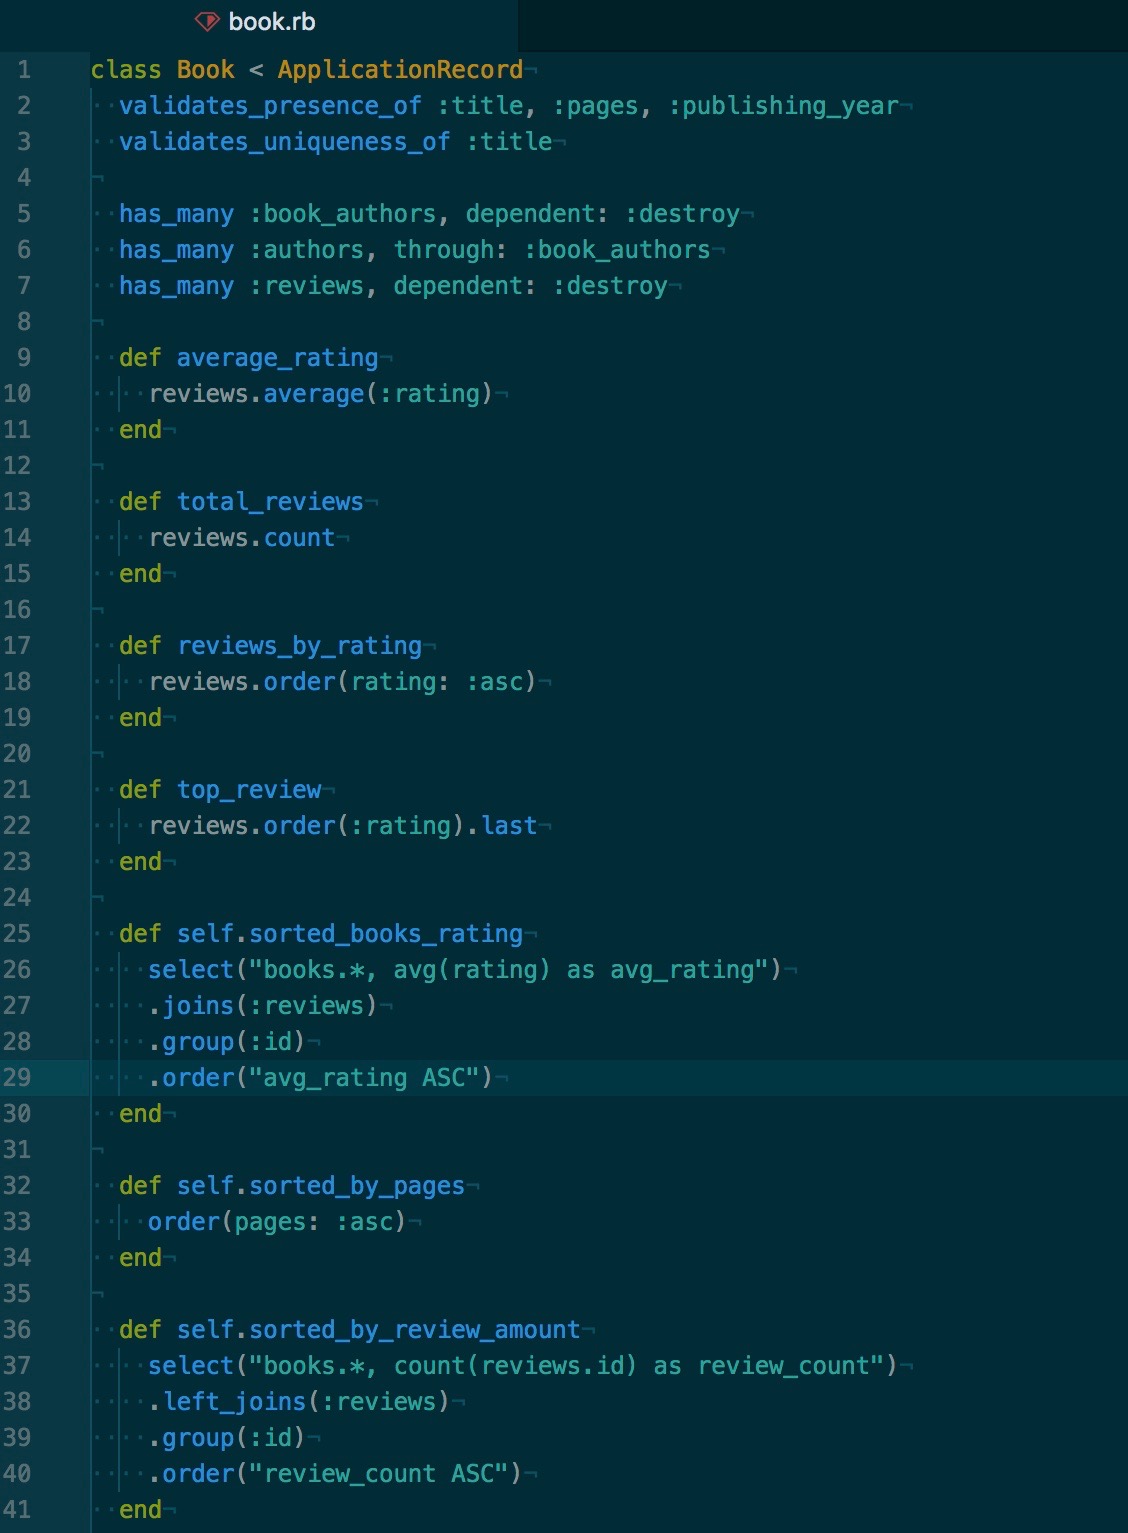 book.rb
1 class Book < ApplicationRecord¬
2 ··validates_presence_of :title, :pages, :publishing_year¬
3 ··validates_uniqueness_of :title¬
4 ¬
5 ··has_many :book_authors, dependent: :destroy¬
6 ··has_many :authors, through: :book_authors¬
7 ··has_many :reviews, dependent: :destroy¬
8 ¬
9 ··def average_rating¬
10 ····reviews.average(:rating)¬
11 ··end¬
12 ¬
13 ··def total_reviews¬
14 ····reviews.count¬
15 ··end¬
16 ¬
17 ··def reviews_by_rating¬
18 ····reviews.order(rating: :asc)¬
19 ··end¬
20 ¬
21 ··def top_review¬
22 ····reviews.order(:rating).last¬
23 ··end¬
24 ¬
25 ··def self.sorted_books_rating¬
26 ····select("books.*, avg(rating) as avg_rating")¬
27 ····.joins(:reviews)¬
28 ····.group(:id)¬
29 ····.order("avg_rating ASC")¬
30 ··end¬
31 ¬
32 ··def self.sorted_by_pages¬
33 ····order(pages: :asc)¬
34 ··end¬
35 ¬
36 ··def self.sorted_by_review_amount¬
37 ····select("books.*, count(reviews.id) as review_count")¬
38 ····.left_joins(:reviews)¬
39 ····.group(:id)¬
40 ····.order("review_count ASC")¬
41 ··end¬